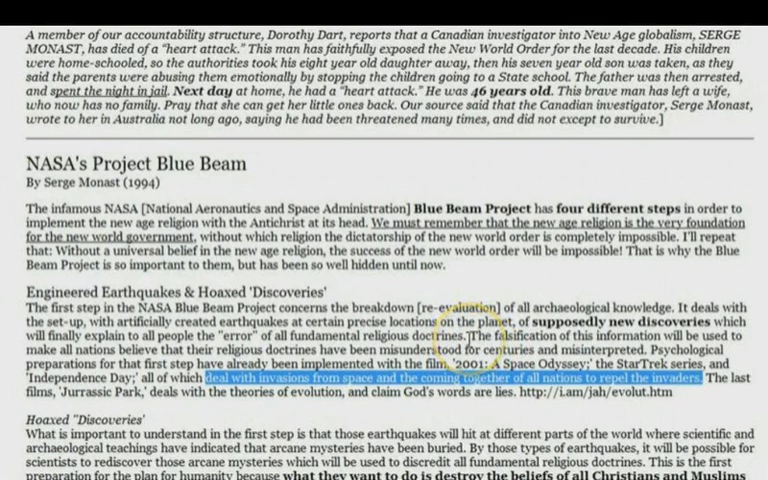 A member of our accountability structure, Dorothy Dart, reports that a Canadian investigator into New Age globalism, SERGE
MONAST, has died of a "heart attack." This man has faithfully exposed the New World Order for the last decade. His children
were home-schooled, so the authorities took his eight year old daughter away, then his seven year old son was taken, as they
said the parents were abusing them emotionally by stopping the children going to a State school. The father was then arrested,
and spent the night in jail. Next day at home, he had a "heart attack." He was 46 years old. This brave man has left a wife,
who now has no family. Pray that she can get her little ones back. Our source said that the Canadian investigator, Serge Monast,
wrote to her in Australia not long ago, saying he had been threatened many times, and did not except to survive.]
NASA's Project Blue Beam
By Serge Monast (1994)
The infamous NASA [National Aeronautics and Space Administration] Blue Beam Project has four different steps in order to
implement the new age religion with the Antichrist at its head. We must remember that the new age religion is the very foundation
for the new world government, without which religion the dictatorship of the new world order is completely impossible. I'll repeat
that: Without a universal belief in the new age religion, the success of the new world order will be impossible! That is why the Blue
Beam Project is so important to them, but has been so well hidden until now.
Engineered Earthquakes & Hoaxed 'Discoveries'
The first step in the NASA Blue Beam Project concerns the breakdown [re-evaluation] of all archaeological knowledge. It deals with
the set-up, with artificially created earthquakes at certain precise locations on the planet, of supposedly new discoveries which
will finally explain to all people the "error" of all fundamental religious doctrines. The falsification of this information will be used to
make all nations believe that their religious doctrines have been misunderstood for centuries and misinterpreted. Psychological
preparations for that first step have already been implemented with the film, '2001: A Space Odyssey;' the StarTrek series, and
'Independence Day;' all of which deal with invasions from space and the coming together of all nations to repel the invaders. The last
films, 'Jurrassic Park,' deals with the theories of evolution, and claim God's words are lies. http://i.am/jah/evolut.htm
Hoaxed "Discoveries'
What is important to understand in the first step is that those earthquakes will hit at different parts of the world where scientific and
archaeological teachings have indicated that arcane mysteries have been buried. By those types of earthquakes, it will be possible for
scientists to rediscover those arcane mysteries which will be used to discredit all fundamental religious doctrines. This is the first
preparation for the plan for humanity because what they want to do is destroy the beliefs of all Christians and Muslims